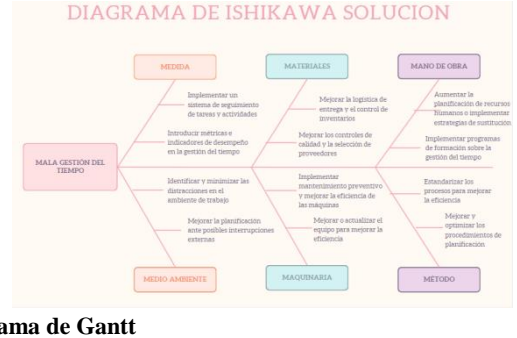 DIAGRAMA DE ISHIKAWA SOLUCION
MEDIDA
MATERIALES
MANO DE OBRA
Implementar un
sistema de seguimiento
de tareas y actividades
Introducir métricas e
indicadores de desempeño
en la gestión del tiempo
Mejorar la logística de
entrega y el control de
inventarios
Mejorar los controles de
calidad y la selección de
proveedores
Aumentar la
planificación de recursos
humanos o implementar
estrategias de sustitución
Implementar programas
de formación sobre la
gestión del tiempo
MALA GESTIÓN DEL
TIEMPO
Identificar y minimizar las
distracciones en el
ambiente de trabajo
Mejorar la planificación
ante posibles interrupciones
externas
Implementar
mantenimiento preventivo
y mejorar la eficiencia de
las máquinas
Mejorar o actualizar el
equipo para mejorar la
eficiencia
Estandarizar los
procesos para mejorar
la eficiencia
Mejorar y
optimizar los
procedimientos de
planificación
MEDIO AMBIENTE
MAQUINARIA
MÉTODO
ama de Gantt